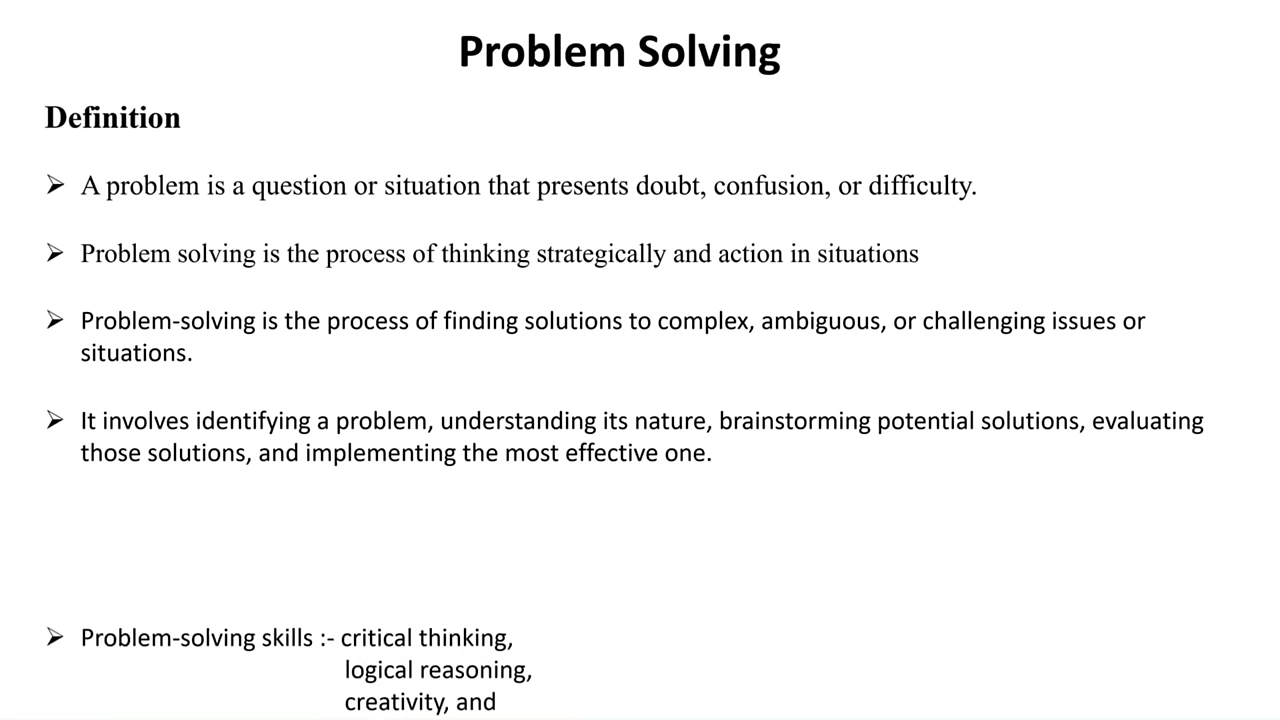 Problem Solving
Definition
➢ A problem is a question or situation that presents doubt, confusion, or difficulty.
➢ Problem solving is the process of thinking strategically and action in situations
➢ Problem-solving is the process of finding solutions to complex, ambiguous, or challenging issues or
situations.
➢ It involves identifying a problem, understanding its nature, brainstorming potential solutions, evaluating
those solutions, and implementing the most effective one.
➢ Problem-solving skills :- critical thinking,
logical reasoning,
creativity, and